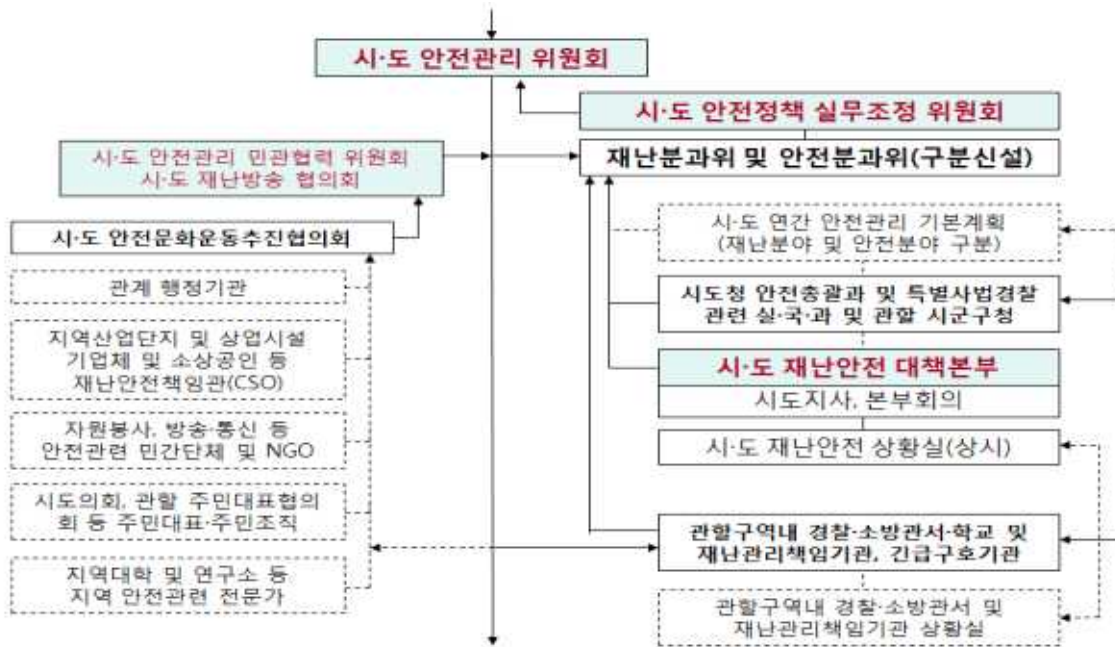 시·도 안전관리 위원회
시·도 안전정책 실무조정 위원회
시·도 안전관리 민관협력 위원회
시·도 재난방송 협의회
재난분과위 및 안전분과위(구분신설)
시·도 안전문화운동추진협의회
시·도 연간 안전관리 기본계획
(재난분야 및 안전분야 구분)
관계 행정기관
시도청 안전총괄과 및 특별사법경찰
관련 실·국·과 및 관할 시군구청
지역산업단지 및 상업시설
기업체 및 소상공인 등
재난안전책임관(CSO)
시·도 재난안전 대책본부
시도지사, 본부회의
자원봉사, 방송·통신 등
안전관련 민간단체 및 NGO
시·도 재난안전 상황실(상시)
시도의회, 관할 주민대표협의
회 등 주민대표·주민조직
관할구역내 경찰·소방관서·학교 및
재난관리책임기관, 긴급구호기관
지역대학 및 연구소 등
지역 안전관련 전문가
관할구역내 경찰·소방관서 및
재난관리책임기관 상황실